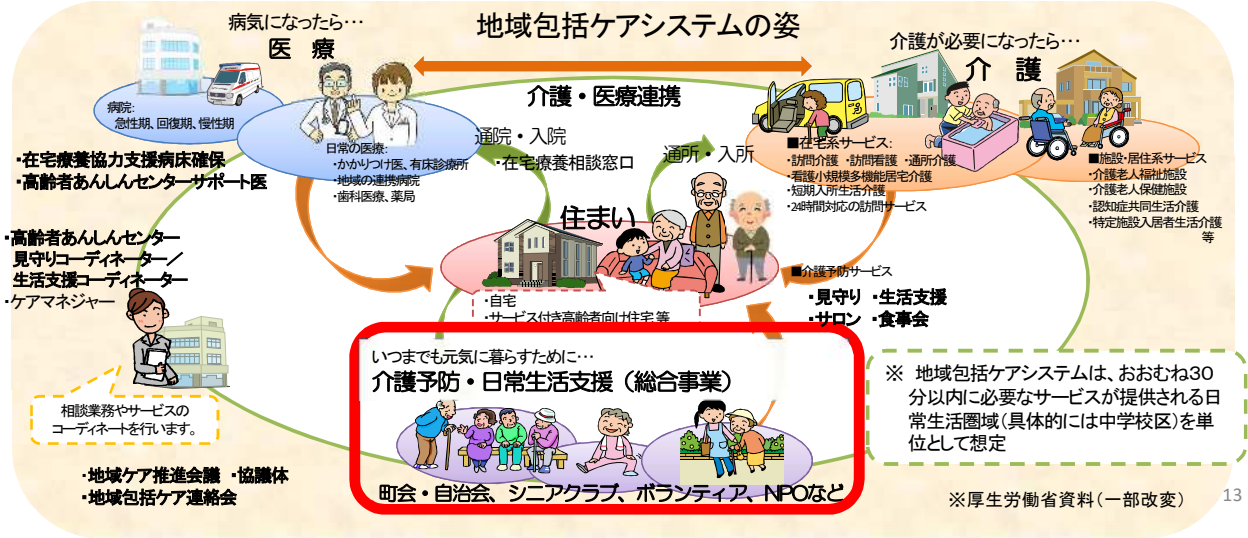 地域包括ケアシステムの姿
病気になったら…
医　療
病院:
急性期、回復期、慢性期
日常の医療:
・かかりつけ医、有床診療所
・地域の連携病院
・歯科医療、薬局
・在宅療養協力支援病床確保
・高齢者あんしんセンターサポート医
介護・医療連携
通院・入院
・在宅療養相談窓口
通所・入所
介護が必要になったら…
介　護
■在宅系サービス:
・訪問介護 ・訪問看護 ・通所介護
・看護小規模多機能居宅介護
・短期入所生活介護
・24時間対応の訪問サービス
■施設・居住系サービス
・介護老人福祉施設
・介護老人保健施設
・認知症共同生活介護
・特定施設入居者生活介護
等
・高齢者あんしんセンター
見守りコーディネーター／
生活支援コーディネーター
・ケアマネジャー
相談業務やサービスの
コーディネートを行います。
住まい
・自宅
・サービス付き高齢者向け住宅 等
■介護予防サービス
・見守り ・生活支援
・サロン ・食事会
いつまでも元気に暮らすために…
介護予防・日常生活支援（総合事業）
町会・自治会、シニアクラブ、ボランティア、NPOなど
・地域ケア推進会議 ・協議体
・地域包括ケア連絡会
※ 地域包括ケアシステムは、おおむね30
分以内に必要なサービスが提供される日
常生活圏域（具体的には中学校区）を単
位として想定
※厚生労働省資料（一部改変）
13